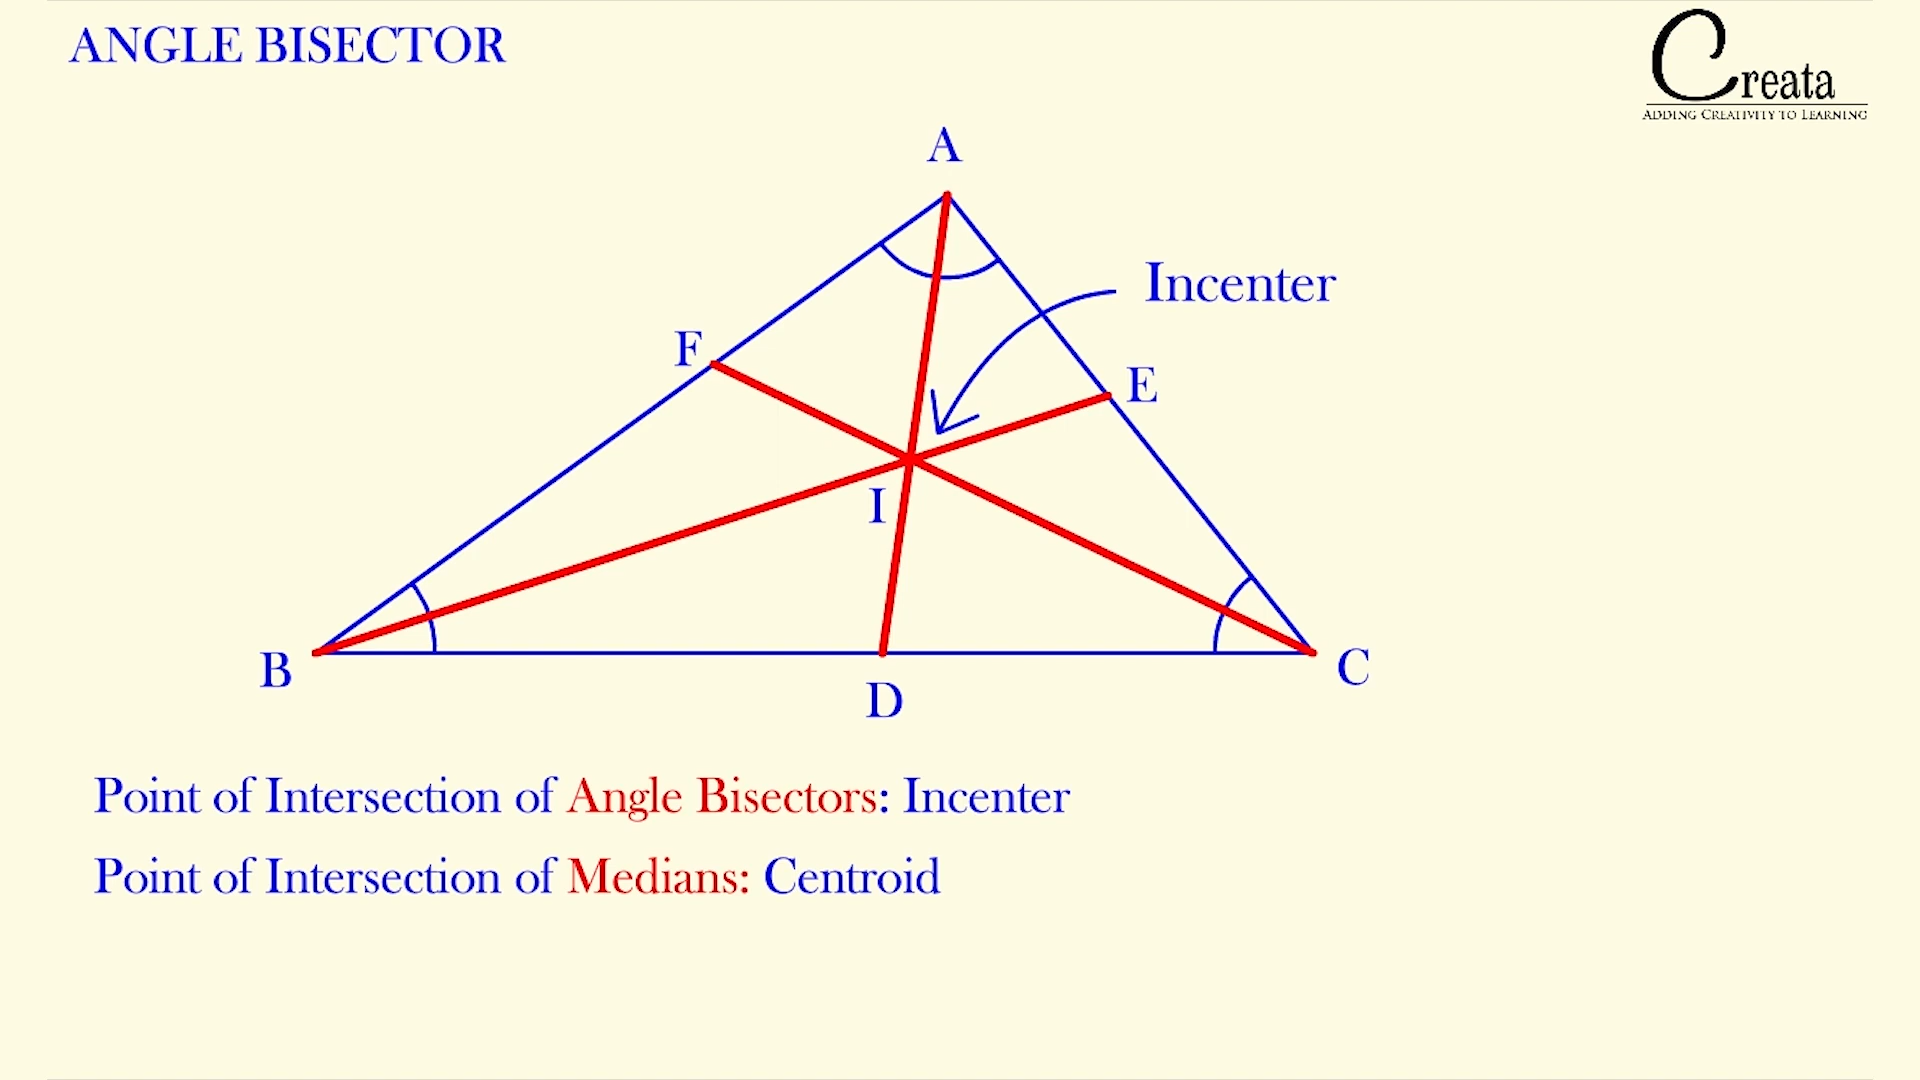 ANGLE BISECTOR
Creata
ADDING CREATIVITY TO LEARNING
A
Incenter
F
E
I
B
C
D
Point of Intersection of Angle Bisectors: Incenter
Point of Intersection of Medians: Centroid